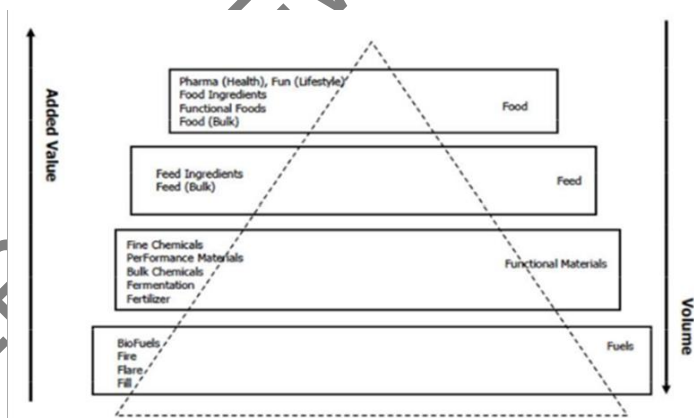 Added Value
Pharma (Health), Fun (Lifestyle)
Food Ingredients
Functional Foods
Food (Bulk)
Food
Feed Ingredients
Feed (Bulk)
Feed
Fine Chemicals
PerFormance Materials
Bulk Chemicals
Fermentation
Fertilizer
Functional Materials
BioFuels
Fire
Flare
Fill
Fuels
Volume